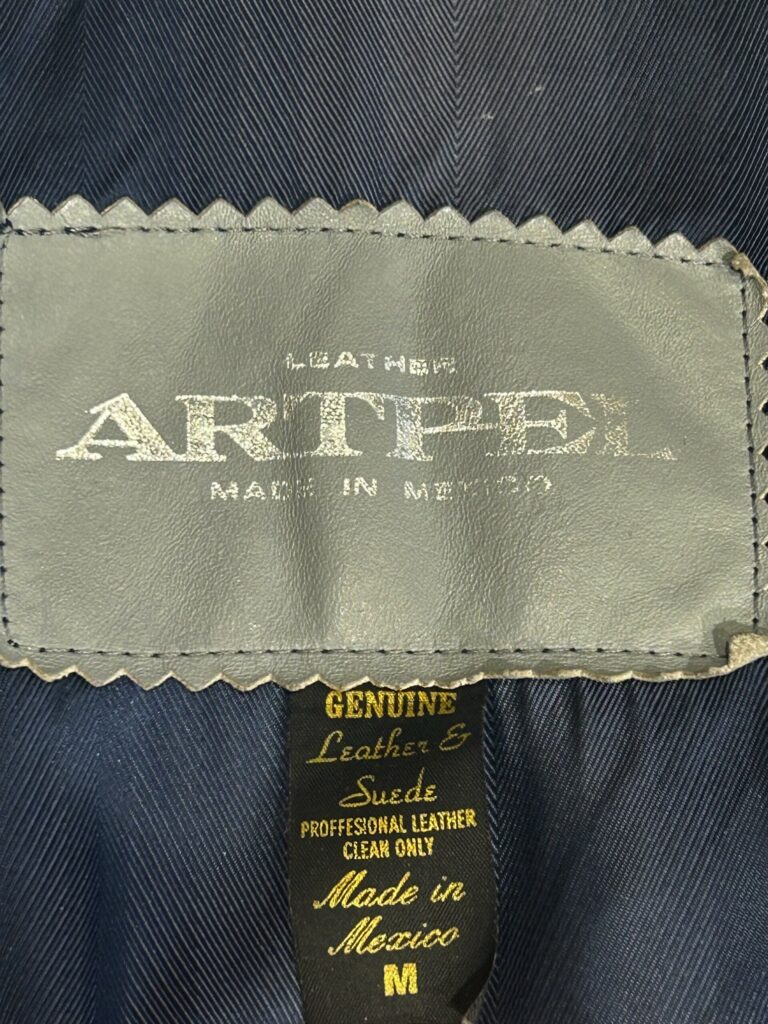 LEATHER
ARTPEL
MADE IN MEXICO
GENUINE
Leather &
Suede
PROFFESIONAL LEATHER
CLEAN ONLY
Made in
Mexico
M